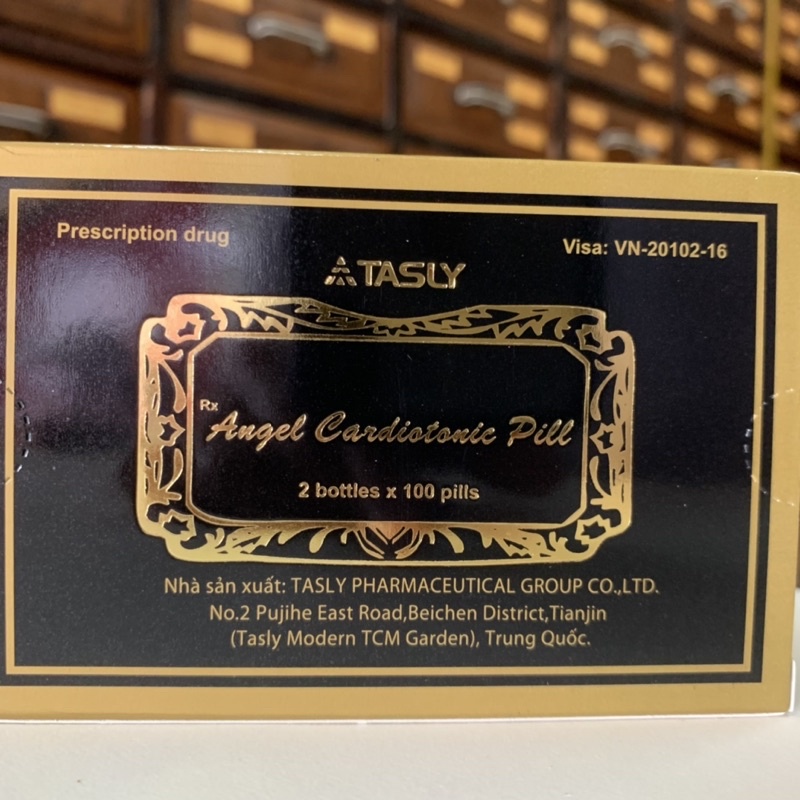 Prescription drug
Visa: VN-20102-16
TASLY
Rx
Angel Cardiotonic Pill
2 bottles x 100 pills
Nhà sản xuất: TASLY PHARMACEUTICAL GROUP CO.,LTD.
No.2 Pujihe East Road,Beichen District,Tianjin
(Tasly Modern TCM Garden), Trung Quốc.